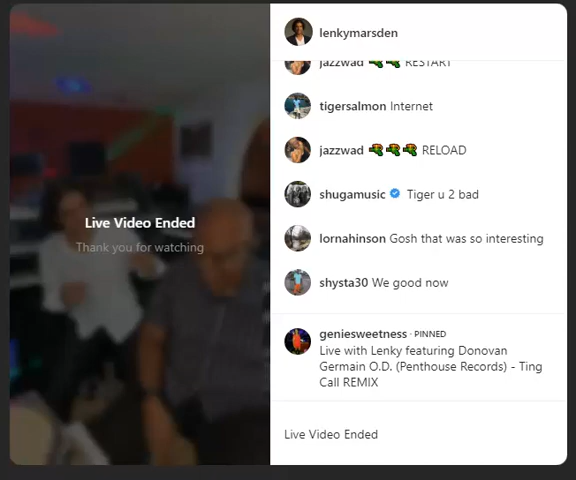 lenkymarsden
jazzwad RESTART
tigersalmon Internet
jazzwad RELOAD
shugamusic Tiger u 2 bad
lornahinson Gosh that was so interesting
shysta30 We good now
geniesweetness · PINNED
Live with Lenky featuring Donovan
Germain O.D. (Penthouse Records) - Ting
Call REMIX
Live Video Ended
Live Video Ended
Thank you for watching